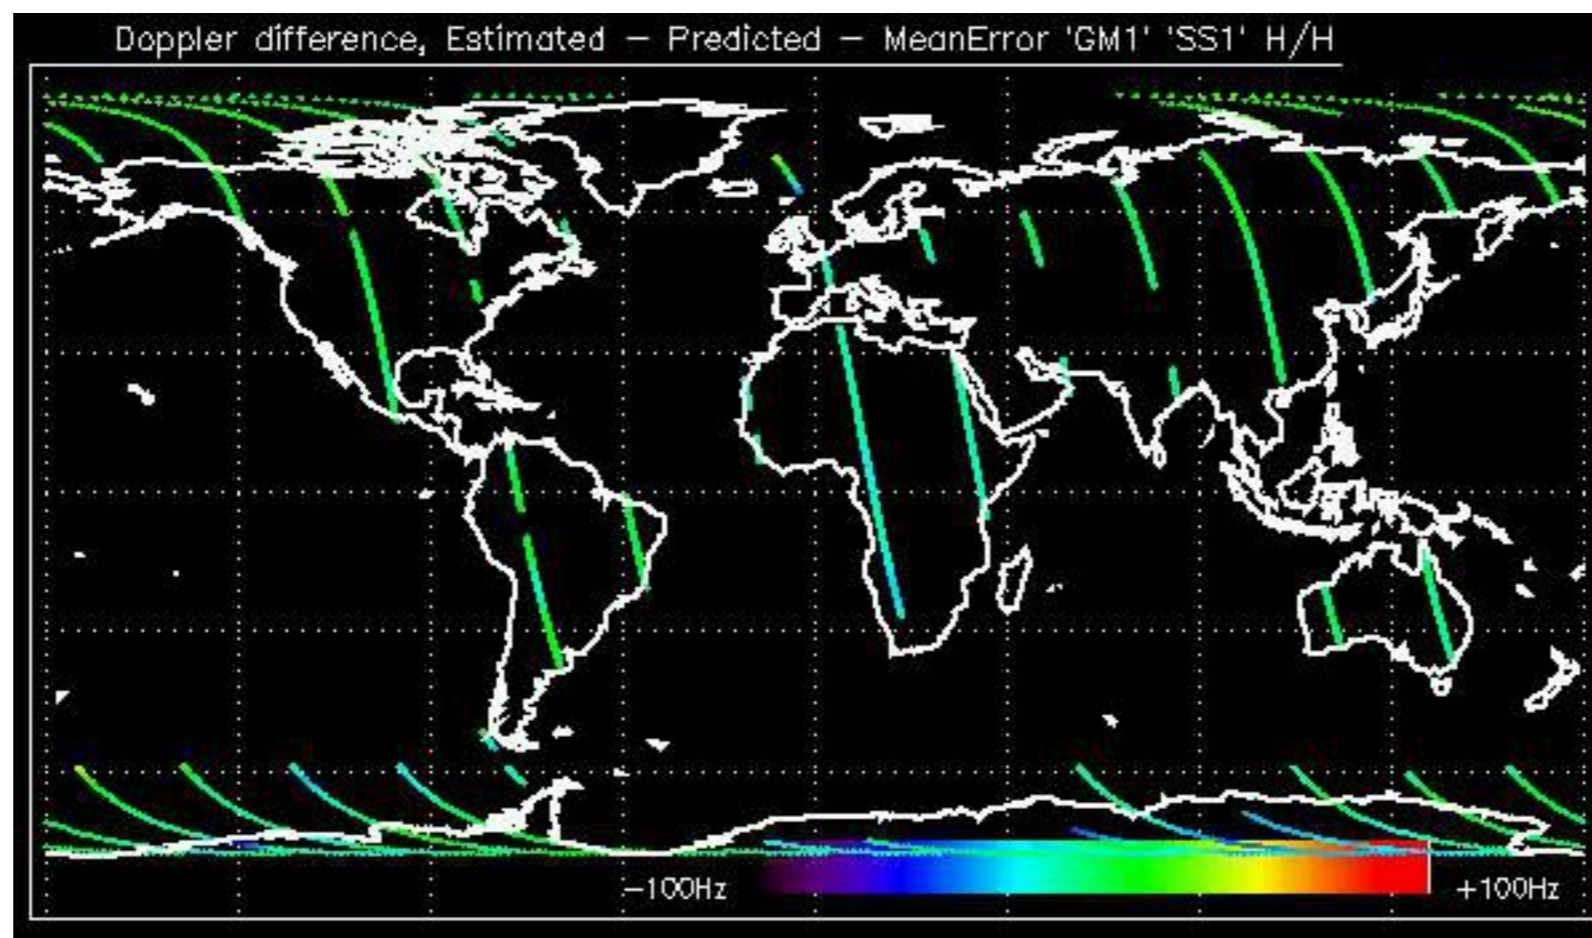 Doppler difference, Estimated – Predicted – MeanError 'GM1' 'SS1' H/H
–100Hz
+100Hz